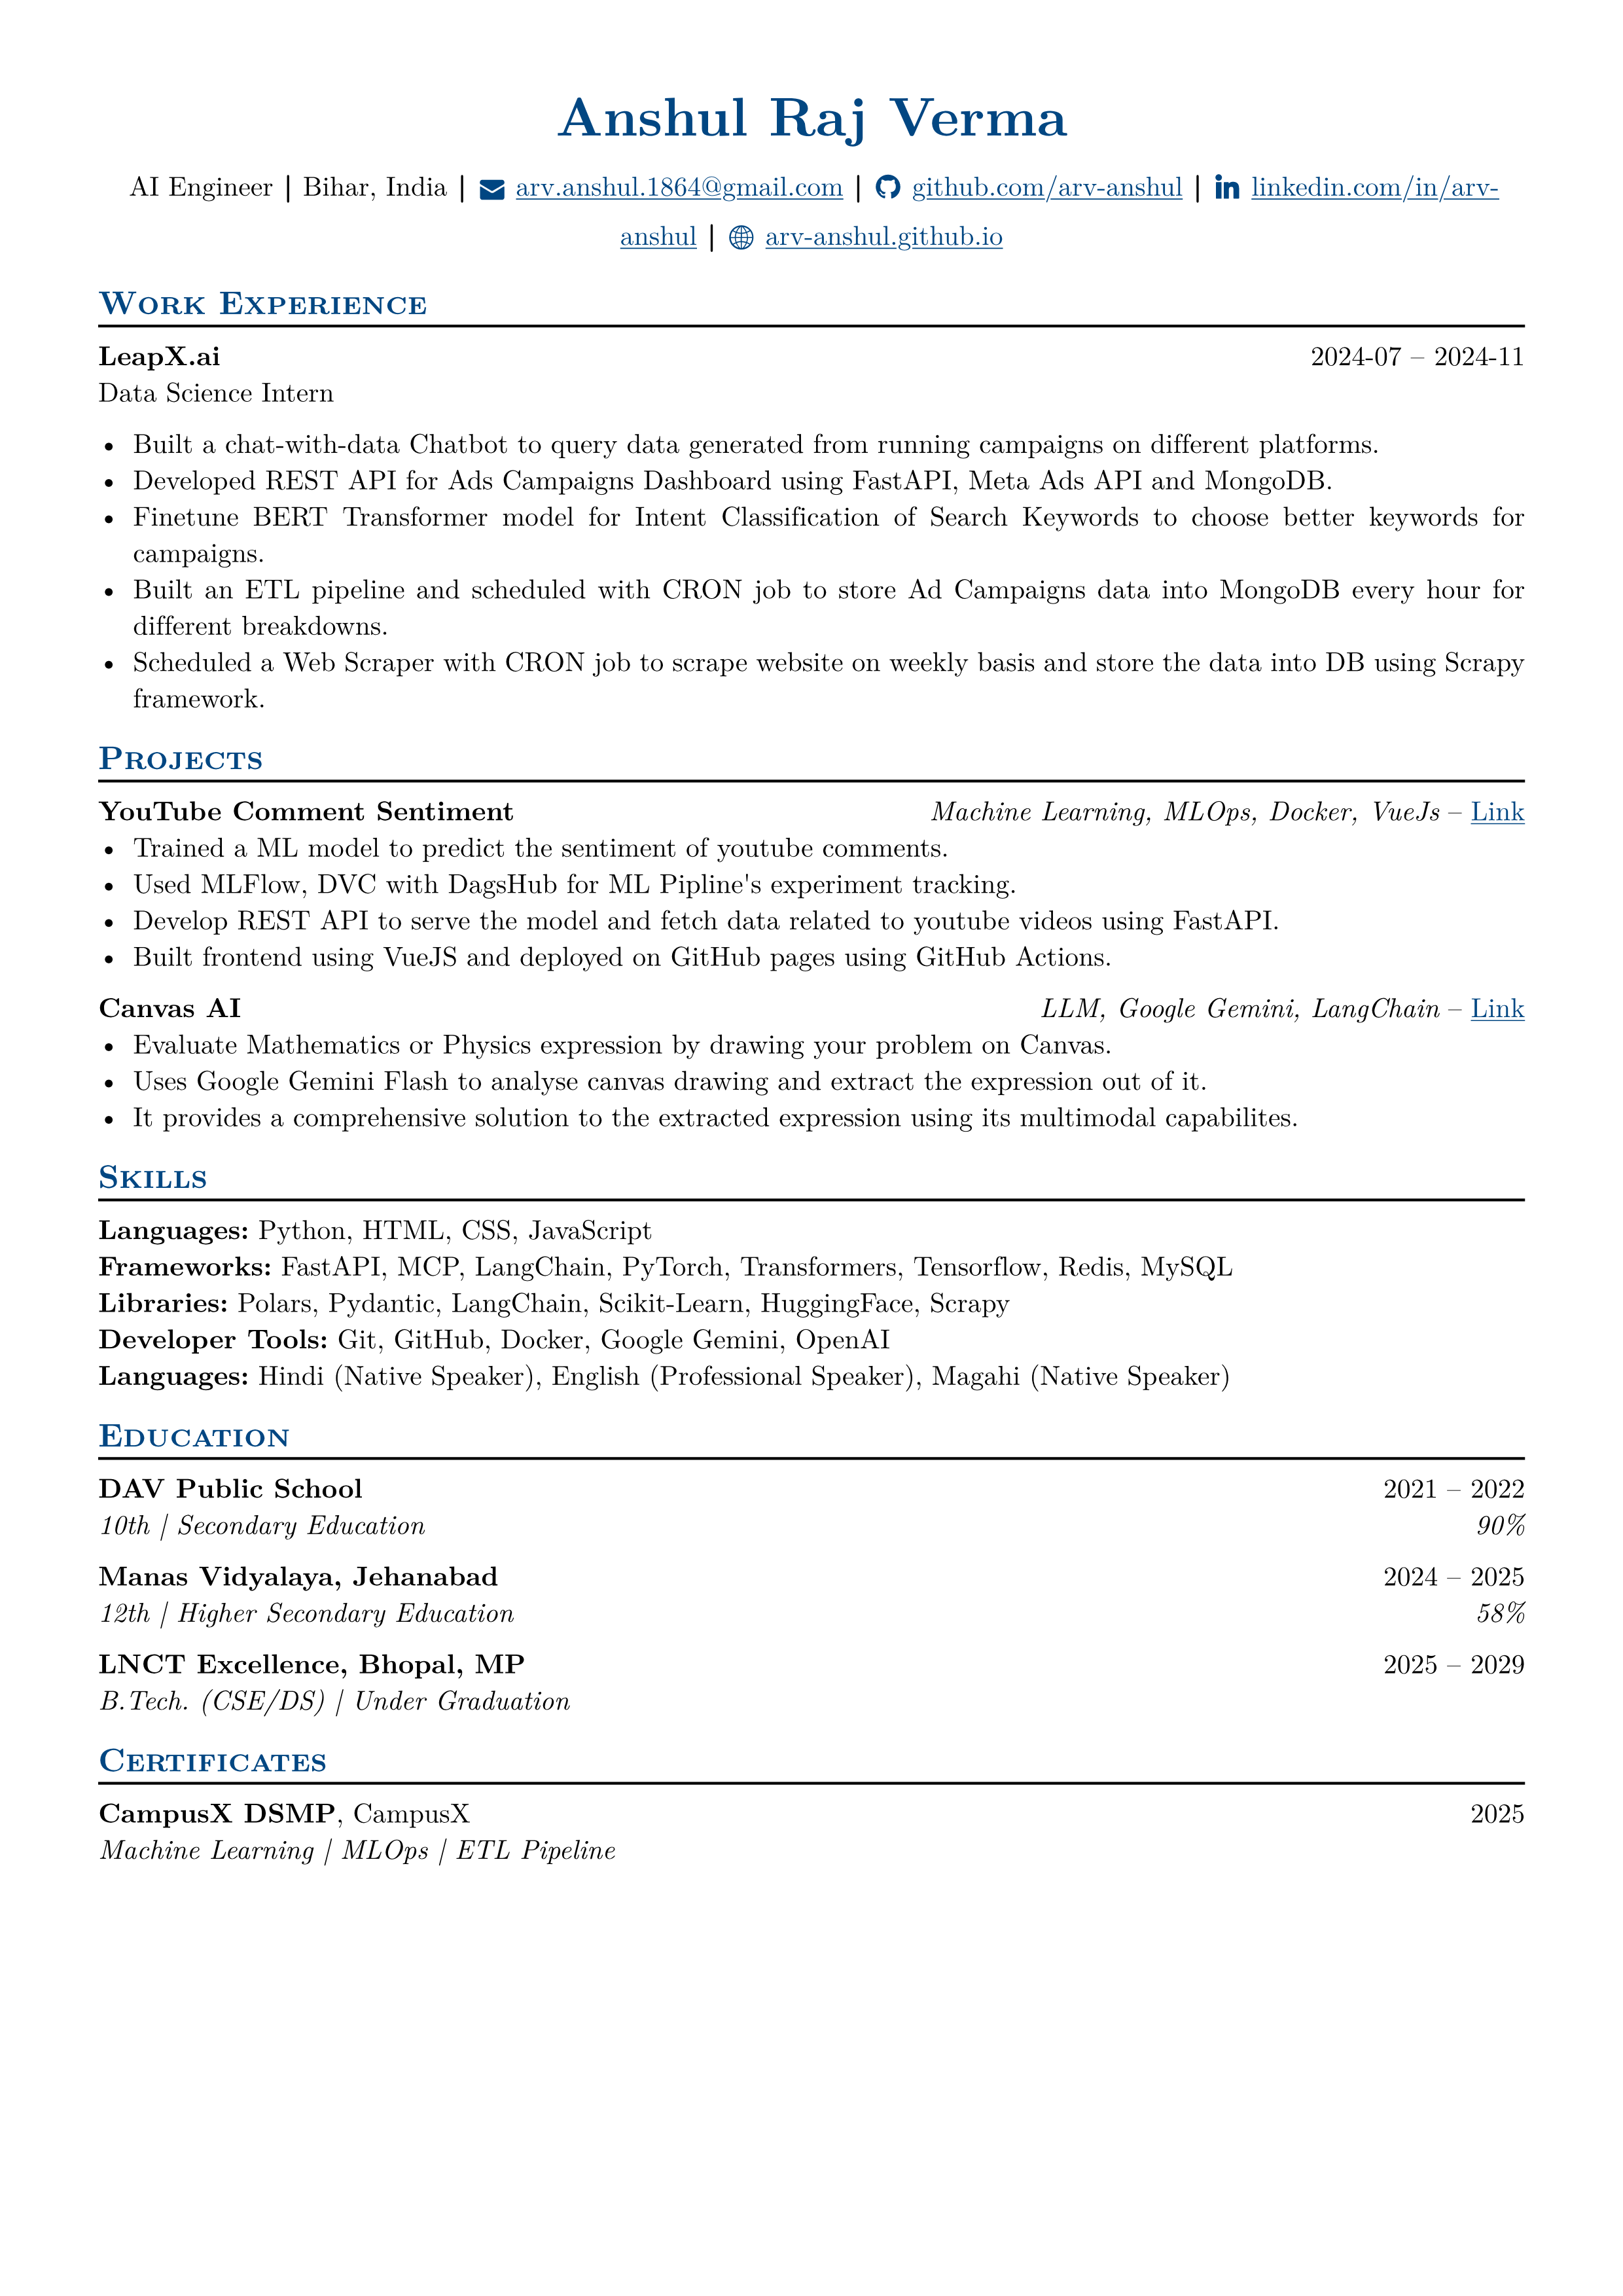 Anshul Raj Verma
AI Engineer | Bihar, India | arv.anshul.1864@gmail.com | github.com/arv-anshul | linkedin.com/in/arv-
anshul | arv-anshul.github.io
Work Experience
LeapX.ai 2024-07 – 2024-11
Data Science Intern
• Built a chat-with-data Chatbot to query data generated from running campaigns on different platforms.
• Developed REST API for Ads Campaigns Dashboard using FastAPI, Meta Ads API and MongoDB.
• Finetune BERT Transformer model for Intent Classification of Search Keywords to choose better keywords for
campaigns.
• Built an ETL pipeline and scheduled with CRON job to store Ad Campaigns data into MongoDB every hour for
different breakdowns.
• Scheduled a Web Scraper with CRON job to scrape website on weekly basis and store the data into DB using Scrapy
framework.
Projects
YouTube Comment Sentiment Machine Learning, MLOps, Docker, VueJs – Link
• Trained a ML model to predict the sentiment of youtube comments.
• Used MLFlow, DVC with DagsHub for ML Pipline's experiment tracking.
• Develop REST API to serve the model and fetch data related to youtube videos using FastAPI.
• Built frontend using VueJS and deployed on GitHub pages using GitHub Actions.
Canvas AI LLM, Google Gemini, LangChain – Link
• Evaluate Mathematics or Physics expression by drawing your problem on Canvas.
• Uses Google Gemini Flash to analyse canvas drawing and extract the expression out of it.
• It provides a comprehensive solution to the extracted expression using its multimodal capabilites.
Skills
Languages: Python, HTML, CSS, JavaScript
Frameworks: FastAPI, MCP, LangChain, PyTorch, Transformers, Tensorflow, Redis, MySQL
Libraries: Polars, Pydantic, LangChain, Scikit-Learn, HuggingFace, Scrapy
Developer Tools: Git, GitHub, Docker, Google Gemini, OpenAI
Languages: Hindi (Native Speaker), English (Professional Speaker), Magahi (Native Speaker)
Education
DAV Public School 2021 – 2022
10th | Secondary Education 90%
Manas Vidyalaya, Jehanabad 2024 – 2025
12th | Higher Secondary Education 58%
LNCT Excellence, Bhopal, MP 2025 – 2029
B.Tech. (CSE/DS) | Under Graduation
Certificates
CampusX DSMP, CampusX 2025
Machine Learning | MLOps | ETL Pipeline